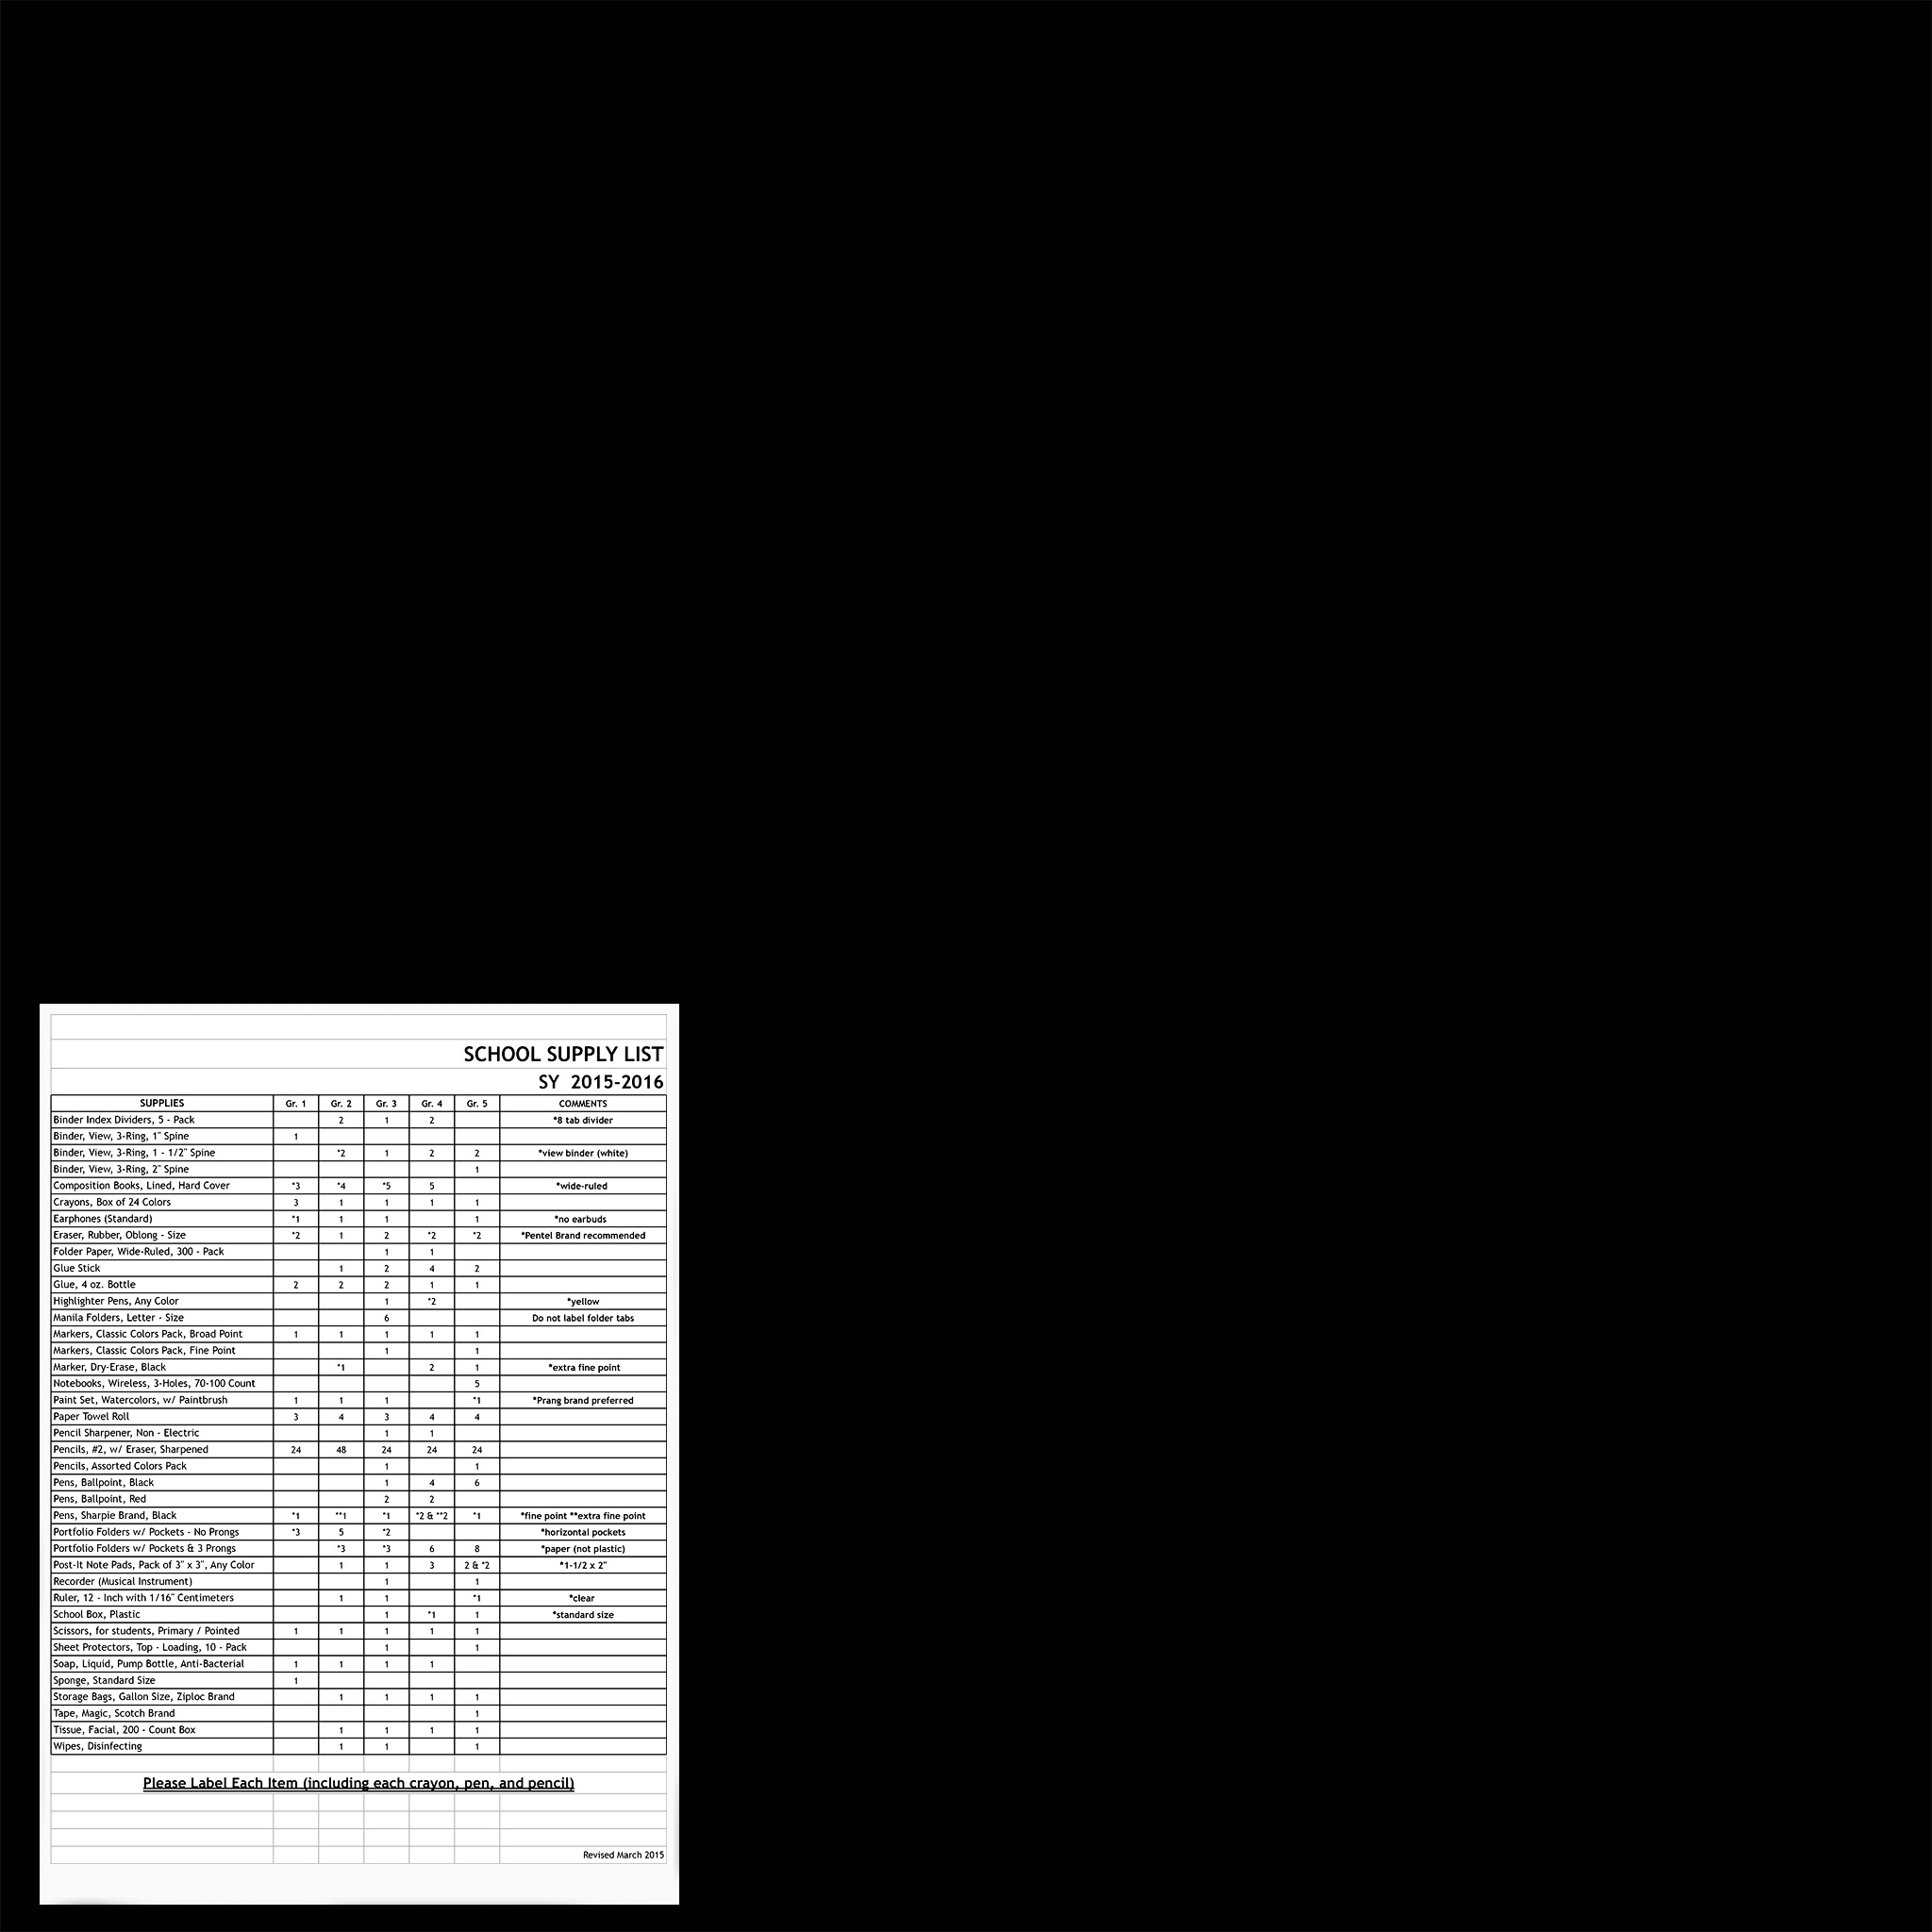 SCHOOL SUPPLY LIST
SY 2015-2016
SUPPLIES Gr. 1 Gr. 2 Gr. 3 Gr. 4 Gr. 5 COMMENTS
Binder Index Dividers, 5 - Pack 2 1 2 *8 tab divider
Binder, View, 3-Ring, 1" Spine 1
Binder, View, 3-Ring, 1 - 1/2" Spine *2 1 2 2 *view binder (white)
Binder, View, 3-Ring, 2" Spine 1
Composition Books, Lined, Hard Cover *3 *4 *5 5 *wide-ruled
Crayons, Box of 24 Colors 3 1 1 1 1
Earphones (Standard) *1 1 1 1 *no earbuds
Eraser, Rubber, Oblong - Size *2 1 2 *2 *2 *Pentel Brand recommended
Folder Paper, Wide-Ruled, 300 - Pack 1 1
Glue Stick 1 2 4 2
Glue, 4 oz. Bottle 2 2 2 1 1
Highlighter Pens, Any Color 1 *2 *yellow
Manila Folders, Letter - Size 6 Do not label folder tabs
Markers, Classic Colors Pack, Broad Point 1 1 1 1 1
Markers, Classic Colors Pack, Fine Point 1 1
Marker, Dry-Erase, Black *1 2 1 *extra fine point
Notebooks, Wireless, 3-Holes, 70-100 Count 5
Paint Set, Watercolors, w/ Paintbrush 1 1 1 *1 *Prang brand preferred
Paper Towel Roll 3 4 3 4 4
Pencil Sharpener, Non - Electric 1 1
Pencils, #2, w/ Eraser, Sharpened 24 48 24 24 24
Pencils, Assorted Colors Pack 1 1
Pens, Ballpoint, Black 1 4 6
Pens, Ballpoint, Red 2 2
Pens, Sharpie Brand, Black *1 **1 *1 *2 & **2 *1 *fine point **extra fine point
Portfolio Folders w/ Pockets - No Prongs *3 5 *2 *horizontal pockets
Portfolio Folders w/ Pockets & 3 Prongs *3 *3 6 8 *paper (not plastic)
Post-It Note Pads, Pack of 3" x 3", Any Color 1 1 3 2 & *2 *1-1/2 x 2"
Recorder (Musical Instrument) 1 1
Ruler, 12 - Inch with 1/16" Centimeters 1 1 *1 *clear
School Box, Plastic 1 *1 1 *standard size
Scissors, for students, Primary / Pointed 1 1 1 1 1
Sheet Protectors, Top - Loading, 10 - Pack 1 1
Soap, Liquid, Pump Bottle, Anti-Bacterial 1 1 1 1
Sponge, Standard Size 1
Storage Bags, Gallon Size, Ziploc Brand 1 1 1 1
Tape, Magic, Scotch Brand 1
Tissue, Facial, 200 - Count Box 1 1 1 1
Wipes, Disinfecting 1 1 1
Please Label Each Item (including each crayon, pen, and pencil)
Revised March 2015